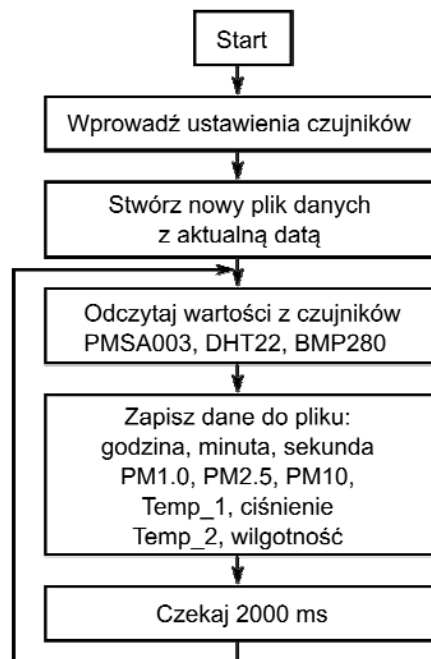 Start
Wprowadź ustawienia czujników
Stwórz nowy plik danych
z aktualną datą
Odczytaj wartości z czujników
PMSA003, DHT22, BMP280
Zapisz dane do pliku:
godzina, minuta, sekunda
PM1.0, PM2.5, PM10,
Temp_1, ciśnienie
Temp_2, wilgotność
Czekaj 2000 ms